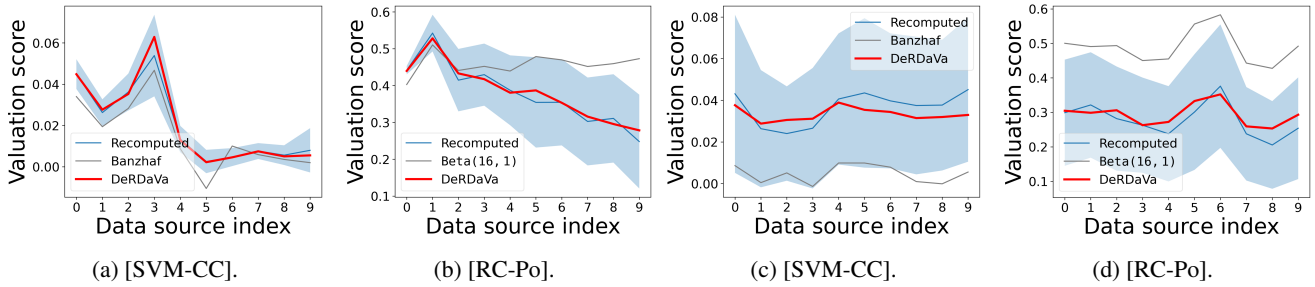 Valuation score
0.06
0.04
0.02
0.00
Recomputed
Banzhaf
DeRDaVa
0 1 2 3 4 5 6 7 8 9
Data source index
(a) [SVM-CC].
Valuation score
0.6
0.5
0.4
0.3
0.2
0.1
Recomputed
Beta(16,1)
DeRDaVa
0 1 2 3 4 5 6 7 8 9
Data source index
(b) [RC-Po].
Valuation score
0.08
0.06
0.04
0.02
0.00
Recomputed
Banzhaf
DeRDaVa
0 1 2 3 4 5 6 7 8 9
Data source index
(c) [SVM-CC].
Valuation score
0.6
0.5
0.4
0.3
0.2
0.1
Recomputed
Beta(16,1)
DeRDaVa
0 1 2 3 4 5 6 7 8 9
Data source index
(d) [RC-Po].